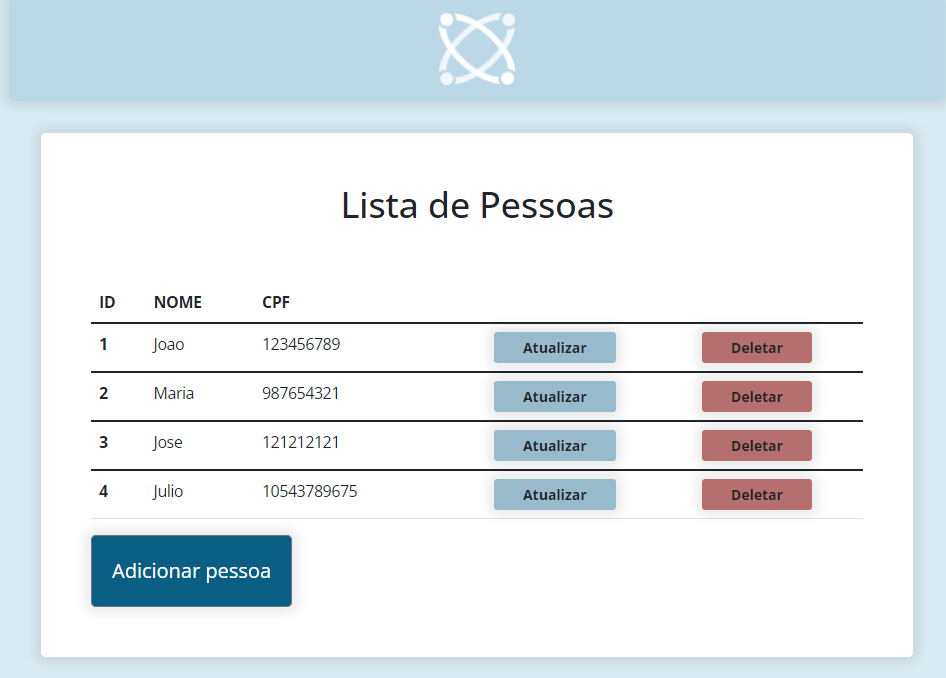 Lista de Pessoas
ID NOME CPF
1 Joao 123456789 Atualizar Deletar
2 Maria 987654321 Atualizar Deletar
3 Jose 121212121 Atualizar Deletar
4 Julio 10543789675 Atualizar Deletar
Adicionar pessoa